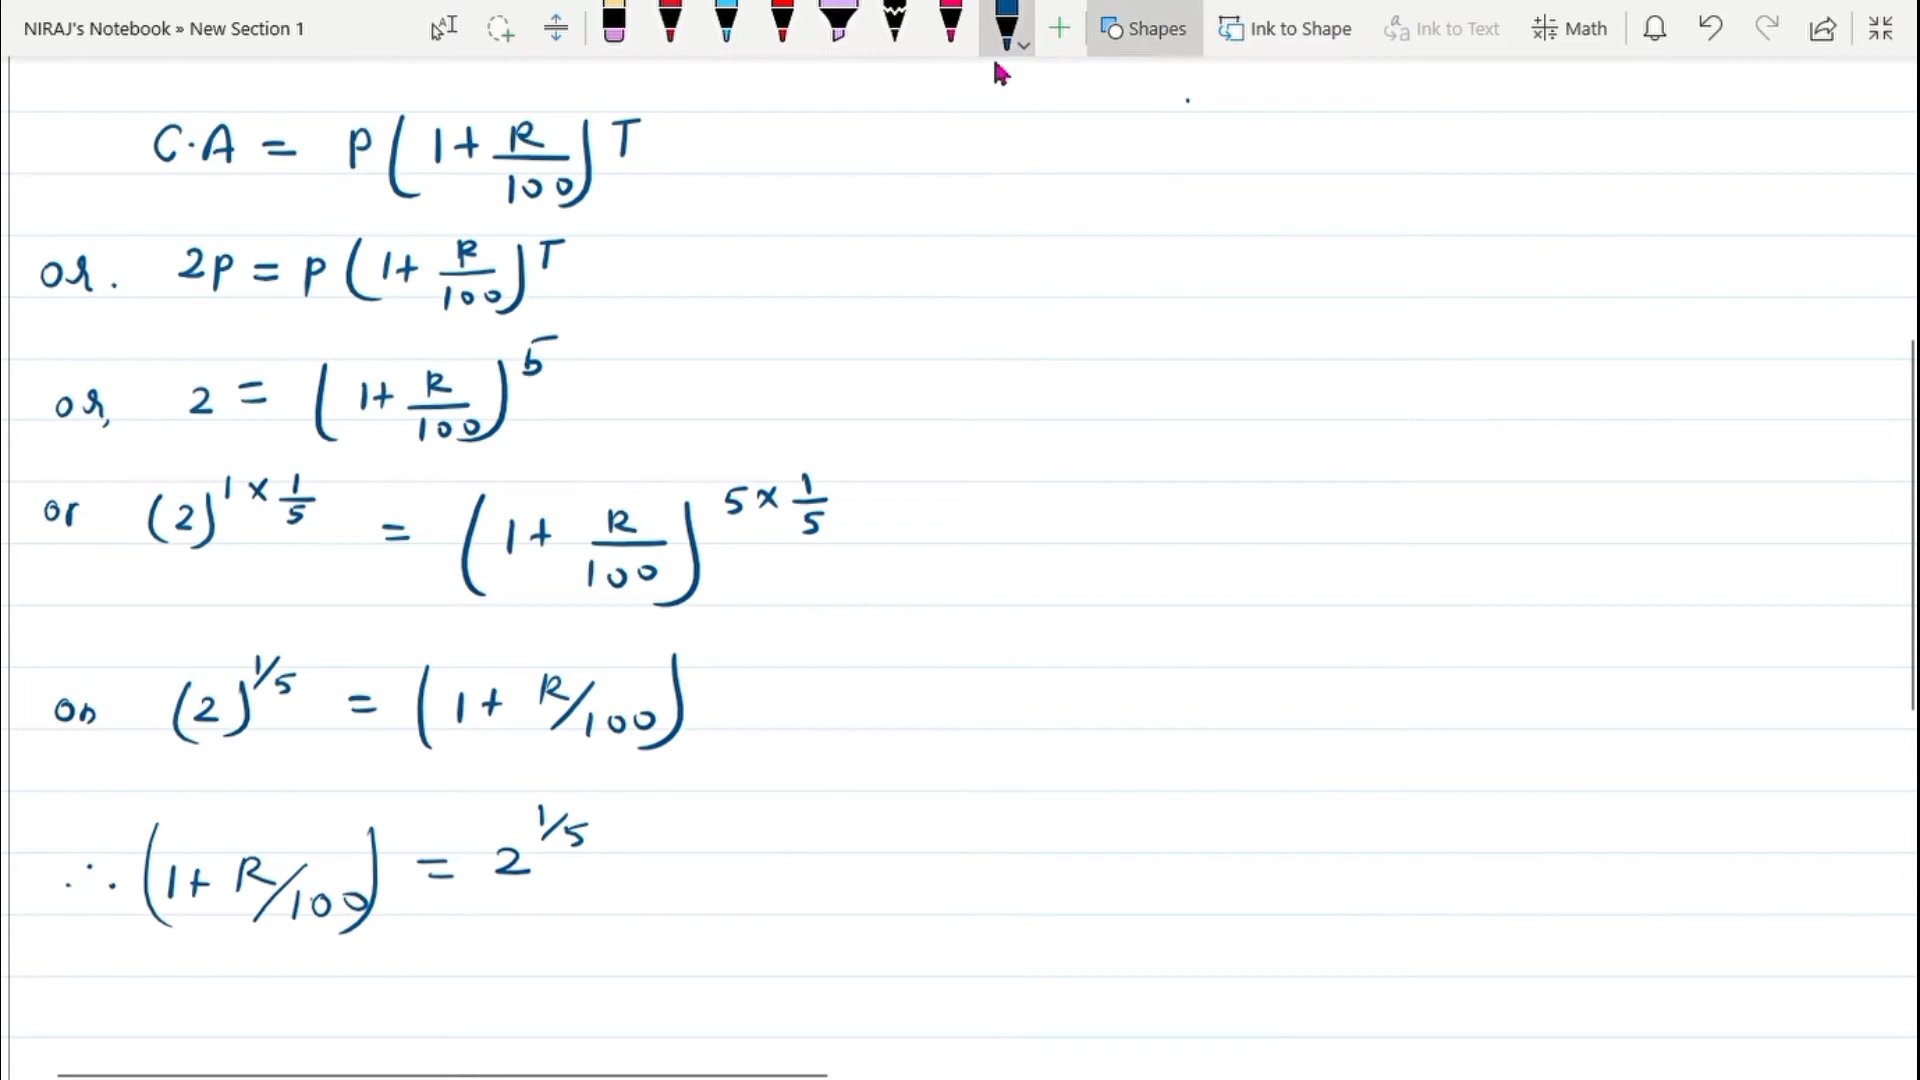 NIRAJ's Notebook » New Section 1 Shapes Ink to Shape Ink to Text Math
C.A = P(1+R/100)^T
or. 2P = P(1+R/100)^T
or, 2 = (1+R/100)^5
or (2)^(1×1/5) = (1+R/100)^(5×1/5)
or (2)^1/5 = (1+R/100)
∴ (1+R/100) = 2^1/5